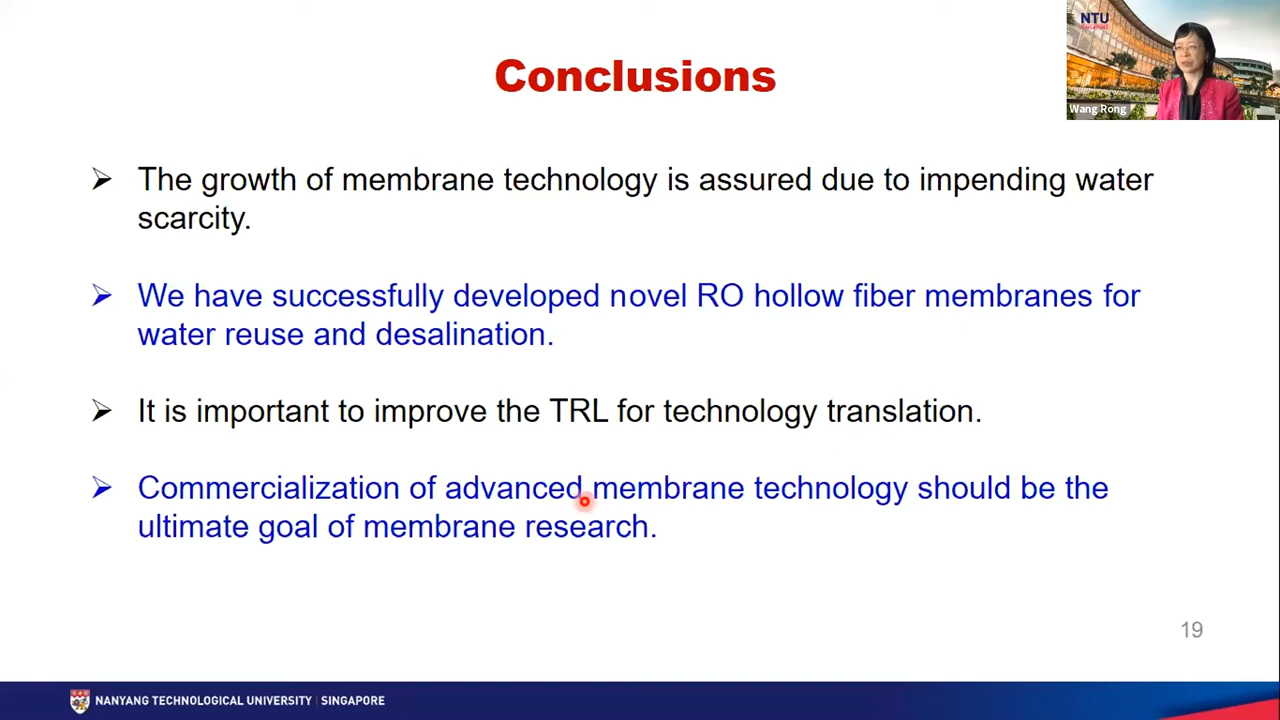 NTU
SINGAPORE
Wang Rong
Conclusions
➢ The growth of membrane technology is assured due to impending water
scarcity.
➢ We have successfully developed novel RO hollow fiber membranes for
water reuse and desalination.
➢ It is important to improve the TRL for technology translation.
➢ Commercialization of advanced membrane technology should be the
ultimate goal of membrane research.
19
NANYANG TECHNOLOGICAL UNIVERSITY | SINGAPORE